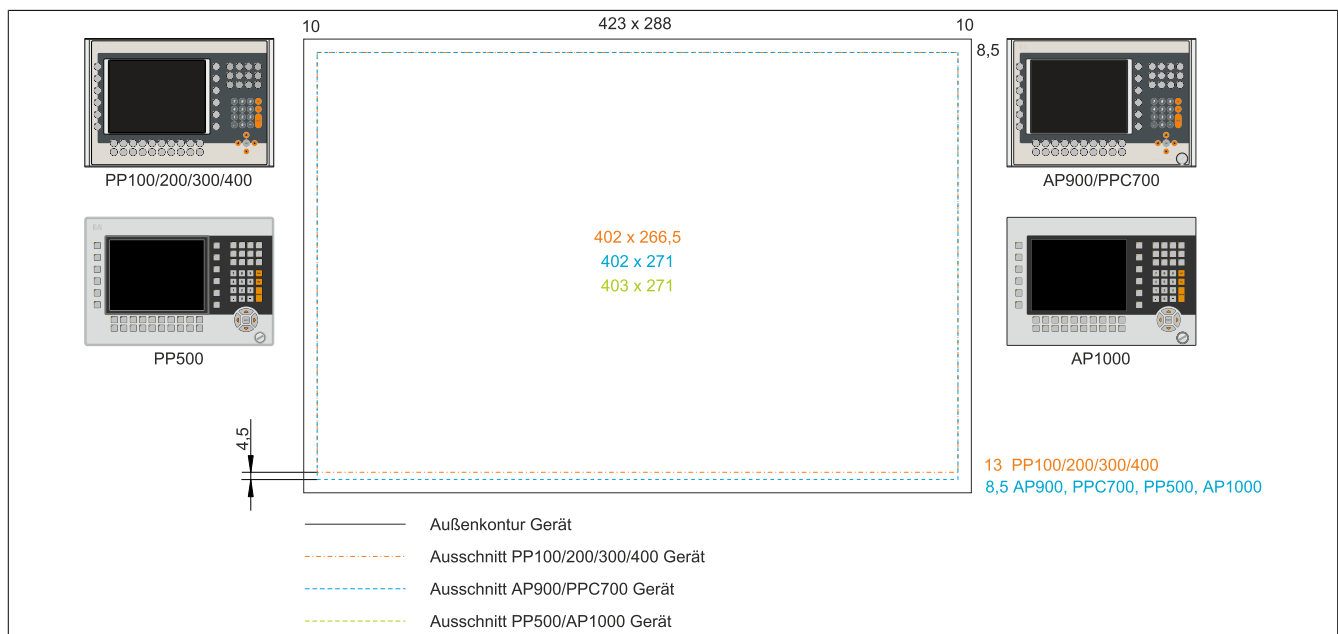 10
423 x 288
10
8,5
PP100/200/300/400
AP900/PPC700
402 x 266,5
402 x 271
403 x 271
PP500
AP1000
4,5
13 PP100/200/300/400
8,5 AP900, PPC700, PP500, AP1000
Außenkontur Gerät
Ausschnitt PP100/200/300/400 Gerät
Ausschnitt AP900/PPC700 Gerät
Ausschnitt PP500/AP1000 Gerät